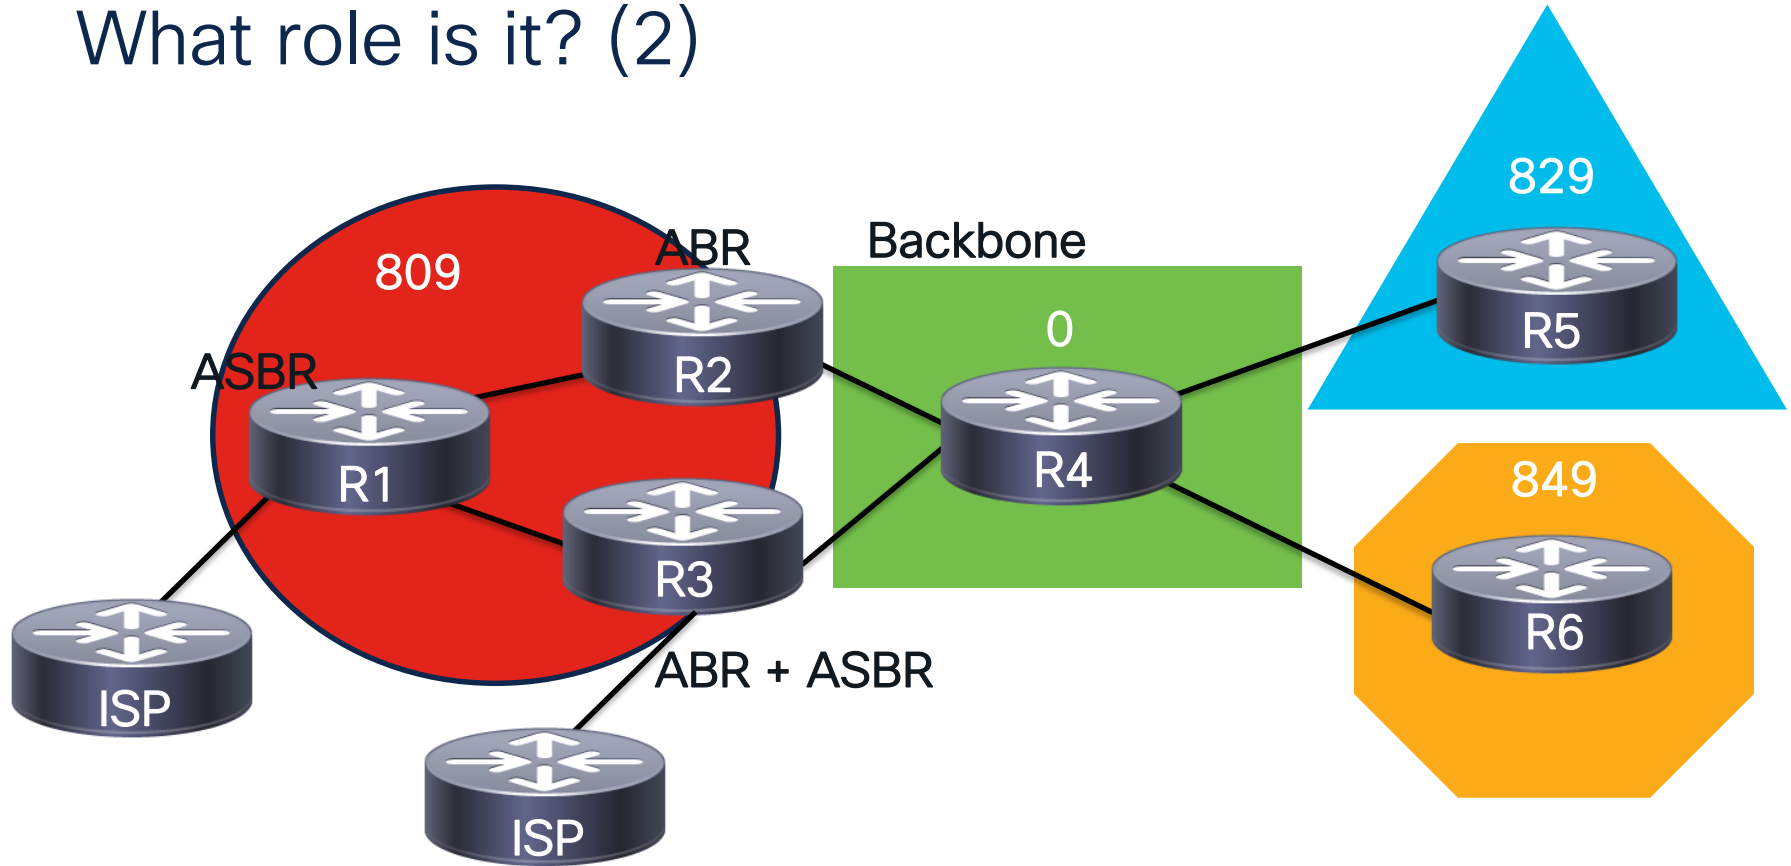 What role is it? (2)
829
Backbone
ABR
809
0
R5
ASBR
R2
R4
R1
849
R3
R6
ABR + ASBR
ISP
ISP